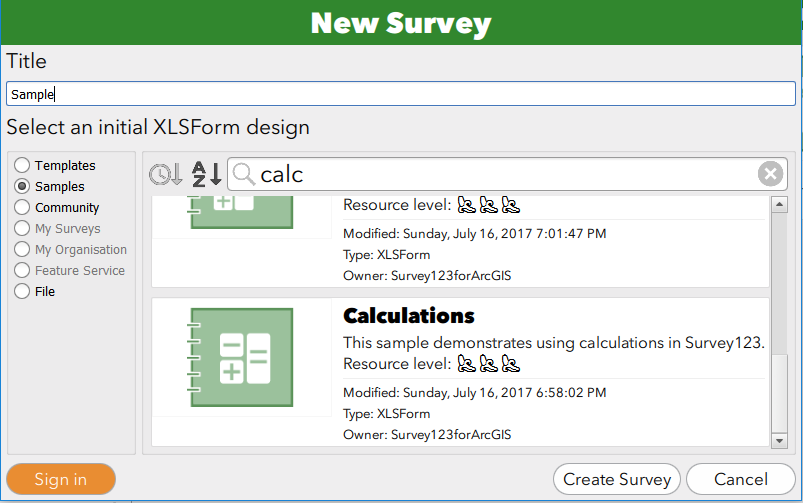 New Survey
Title
Sample
Select an initial XLSForm design
Templates
Samples
Community
My Surveys
My Organisation
Feature Service
File
A Z
calc
Resource level:
Modified: Sunday, July 16, 2017 7:01:47 PM
Type: XLSForm
Owner: Survey123forArcGIS
Calculations
This sample demonstrates using calculations in Survey123.
Resource level:
Modified: Sunday, July 16, 2017 6:58:02 PM
Type: XLSForm
Owner: Survey123forArcGIS
Sign in
Create Survey
Cancel